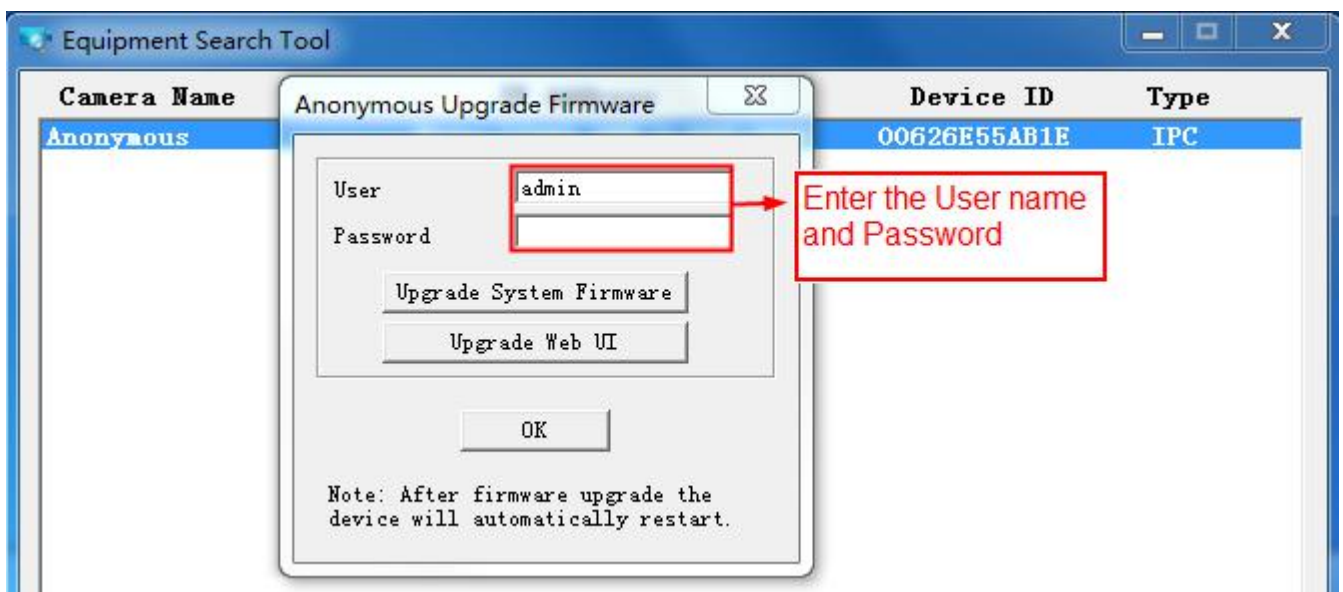 Equipment Search Tool
Camera Name Device ID Type
Anonymous Upgrade Firmware
Anonymous 00626E55AB1E IPC
User admin
Enter the User name
and Password
Password
Upgrade System Firmware
Upgrade Web UI
OK
Note: After firmware upgrade the
device will automatically restart.